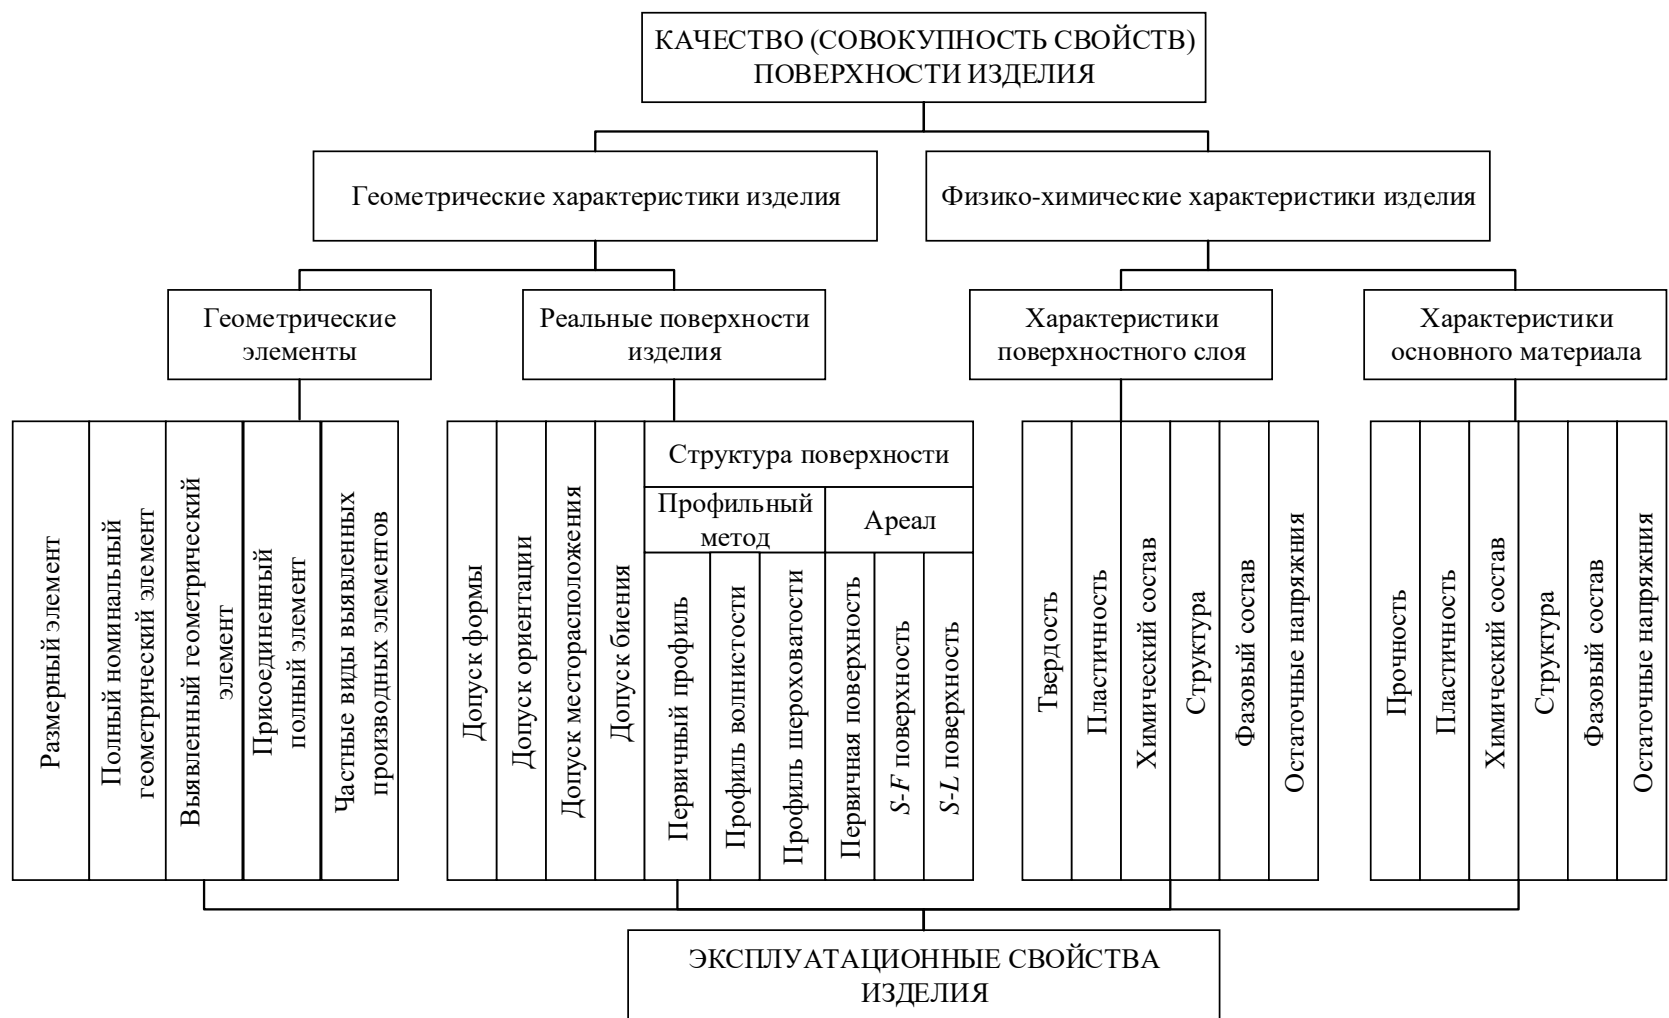 КАЧЕСТВО (СОВОКУПНОСТЬ СВОЙСТВ)
ПОВЕРХНОСТИ ИЗДЕЛИЯ
Геометрические характеристики изделия
Физико-химические характеристики изделия
Геометрические
элементы
Реальные поверхности
изделия
Характеристики
поверхностного слоя
Характеристики
основного материала
Размерный элемент
Полный номинальный
геометрический элемент
Выявленный геометрический
элемент
Присоединенный
полный элемент
Частные виды выявленных
производных элементов
Допуск формы
Допуск ориентации
Допуск месторасположения
Допуск биения
Структура поверхности
Профильный
метод
Ареал
Первичный профиль
Профиль волнистости
Профиль шероховатости
Первичная поверхность
S-F поверхность
S-L поверхность
Твердость
Пластичность
Химический состав
Структура
Фазовый состав
Остаточные напряжния
Прочность
Пластичность
Химический состав
Структура
Фазовый состав
Остаточные напряжния
ЭКСПЛУАТАЦИОННЫЕ СВОЙСТВА
ИЗДЕЛИЯ